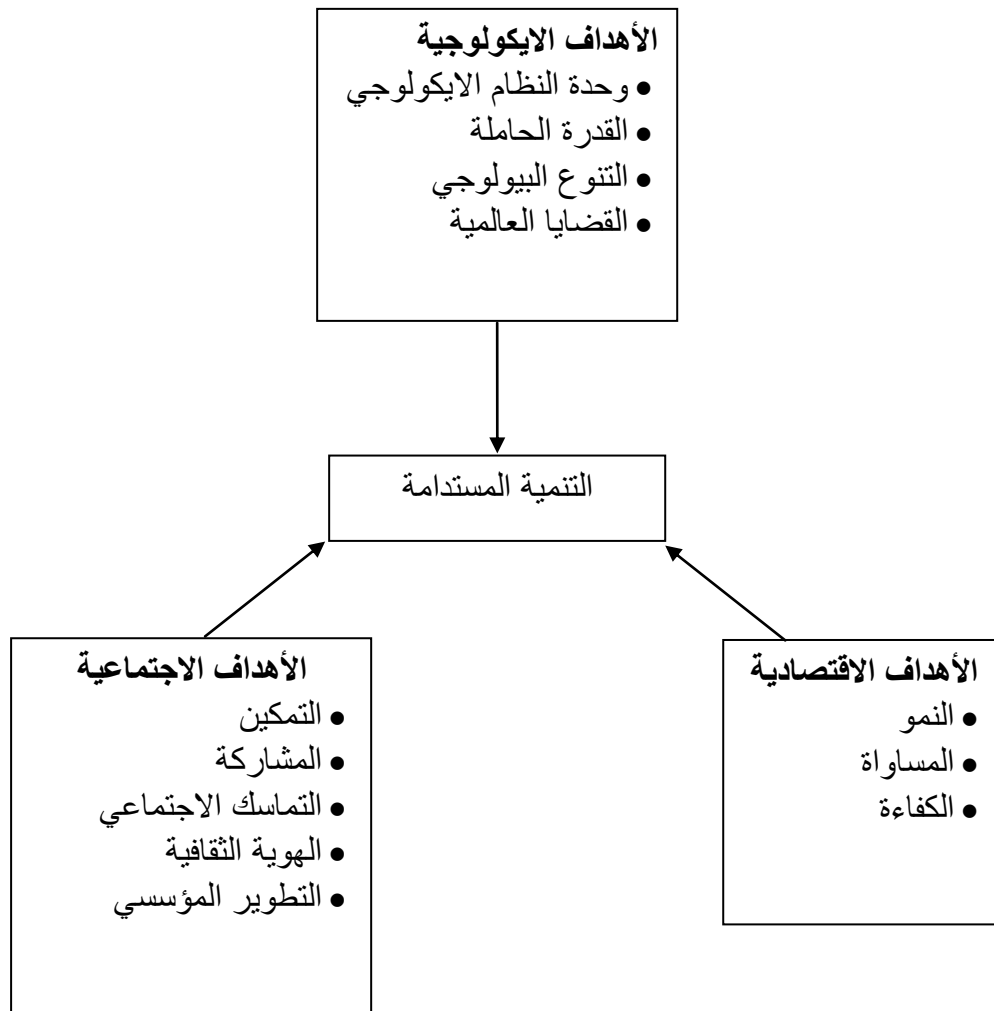 الأهداف الايكولوجية
• وحدة النظام الايكولوجي
• القدرة الحاملة
• التنوع البيولوجي
• القضايا العالمية
التنمية المستدامة
الأهداف الاقتصادية
• النمو
• المساواة
• الكفاءة
الأهداف الاجتماعية
• التمكين
• المشاركة
• التماسك الاجتماعي
• الهوية الثقافية
• التطوير المؤسسي